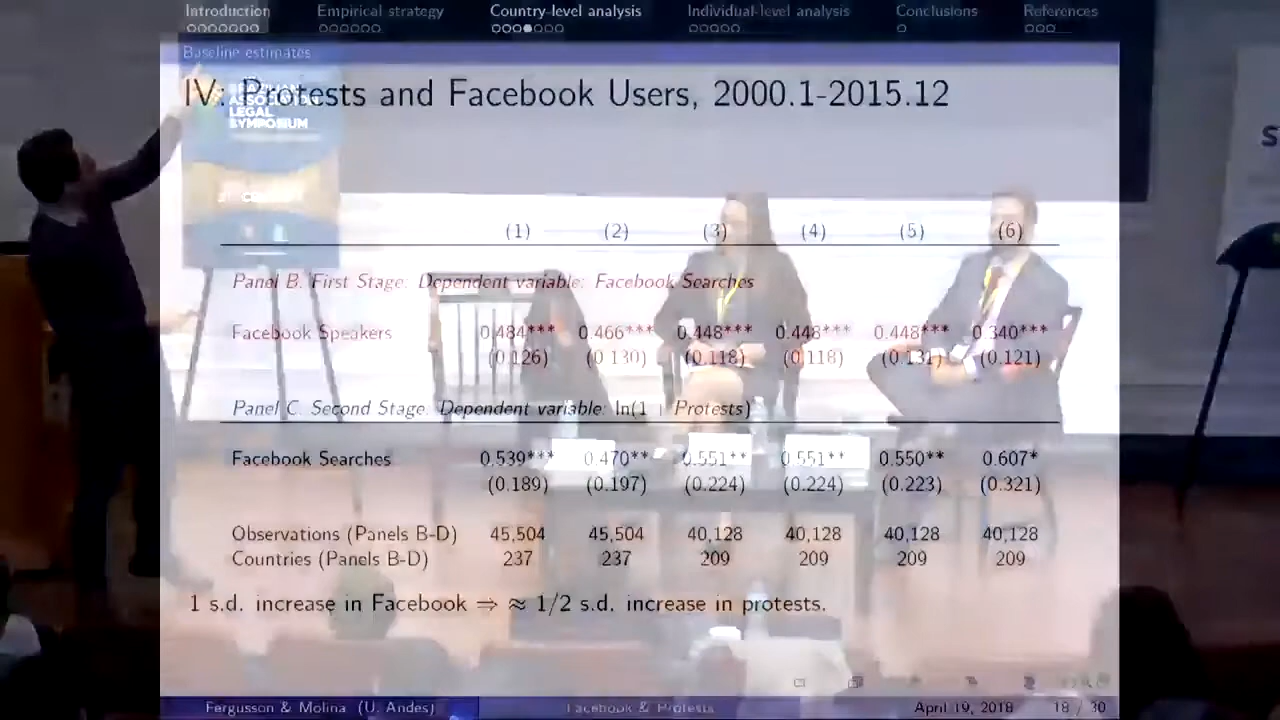 Introduction Empirical strategy Country-level analysis Individual-level analysis Conclusions References
Baseline estimates
IV: Protests and Facebook Users, 2000.1-2015.12
ASSOCIATION
LEGAL
SYMPOSIUM
(1) (2) (3) (4) (5) (6)
Panel B. First Stage: Dependent variable: Facebook Searches
Facebook Speakers 0.484*** 0.466*** 0.448*** 0.448*** 0.448*** 0.340***
(0.126) (0.130) (0.118) (0.118) (0.131) (0.121)
Panel C. Second Stage: Dependent variable: ln(1 + Protests)
Facebook Searches 0.539*** 0.470** 0.551** 0.551** 0.550** 0.607*
(0.189) (0.197) (0.224) (0.224) (0.223) (0.321)
Observations (Panels B-D) 45,504 45,504 40,128 40,128 40,128 40,128
Countries (Panels B-D) 237 237 209 209 209 209
1 s.d. increase in Facebook ⇒ ≈ 1/2 s.d. increase in protests.
Fergusson & Molina (U. Andes) Facebook & Protests April 19, 2018 18 / 30
S